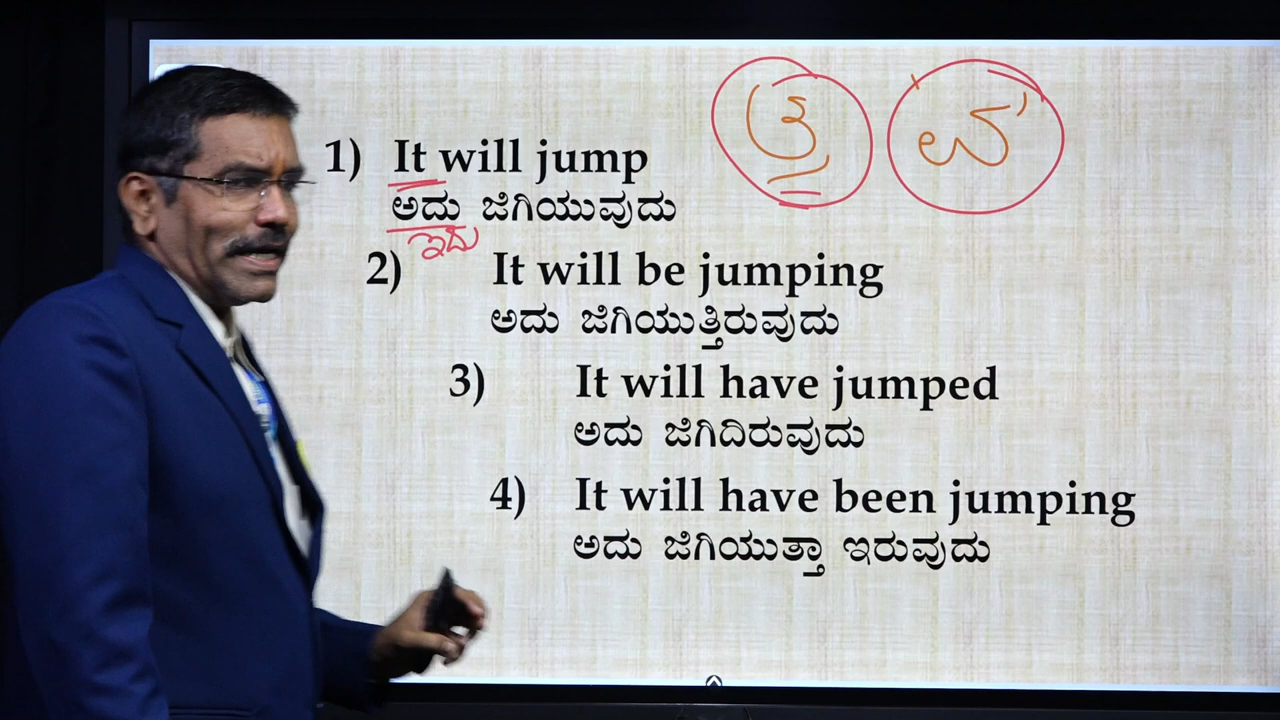 1) It will jump
ಅದು ಜಿಗಿಯುವುದು
ಇದು
2) It will be jumping
ಅದು ಜಿಗಿಯುತ್ತಿರುವುದು
3) It will have jumped
ಅದು ಜಿಗಿದಿರುವುದು
4) It will have been jumping
ಅದು ಜಿಗಿಯುತ್ತಾ ಇರುವುದು